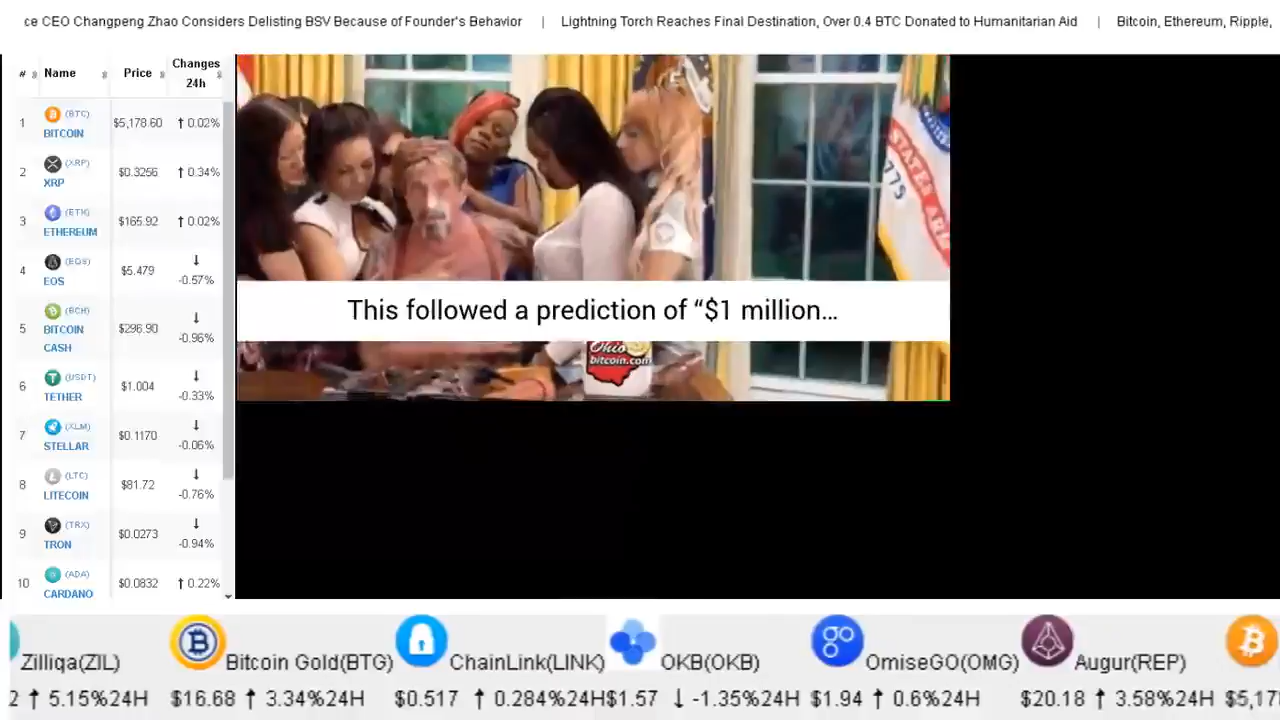 ce CEO Changpeng Zhao Considers Delisting BSV Because of Founder's Behavior | Lightning Torch Reaches Final Destination, Over 0.4 BTC Donated to Humanitarian Aid | Bitcoin, Ethereum, Ripple,
# Name Price Changes 24h
1 (BTC) BITCOIN $5,178.60 ↑ 0.02%
2 (XRP) XRP $0.3256 ↑ 0.34%
3 (ETH) ETHEREUM $165.92 ↑ 0.02%
4 (EOS) EOS $5.479 ↓ -0.57%
5 (BCH) BITCOIN CASH $296.90 ↓ -0.96%
6 (USDT) TETHER $1.004 ↓ -0.33%
7 (XLM) STELLAR $0.1170 ↓ -0.06%
8 (LTC) LITECOIN $81.72 ↓ -0.76%
9 (TRX) TRON $0.0273 ↓ -0.94%
10 (ADA) CARDANO $0.0832 ↑ 0.22%
1775
This followed a prediction of “$1 million...
Ohio
bitcoin.com
Zilliqa(ZIL) Bitcoin Gold(BTG) ChainLink(LINK) OKB(OKB) OmiseGO(OMG) Augur(REP)
2 ↑ 5.15%24H $16.68 ↑ 3.34%24H $0.517 ↑ 0.284%24H $1.57 ↓ -1.35%24H $1.94 ↑ 0.6%24H $20.18 ↑ 3.58%24H $5,17